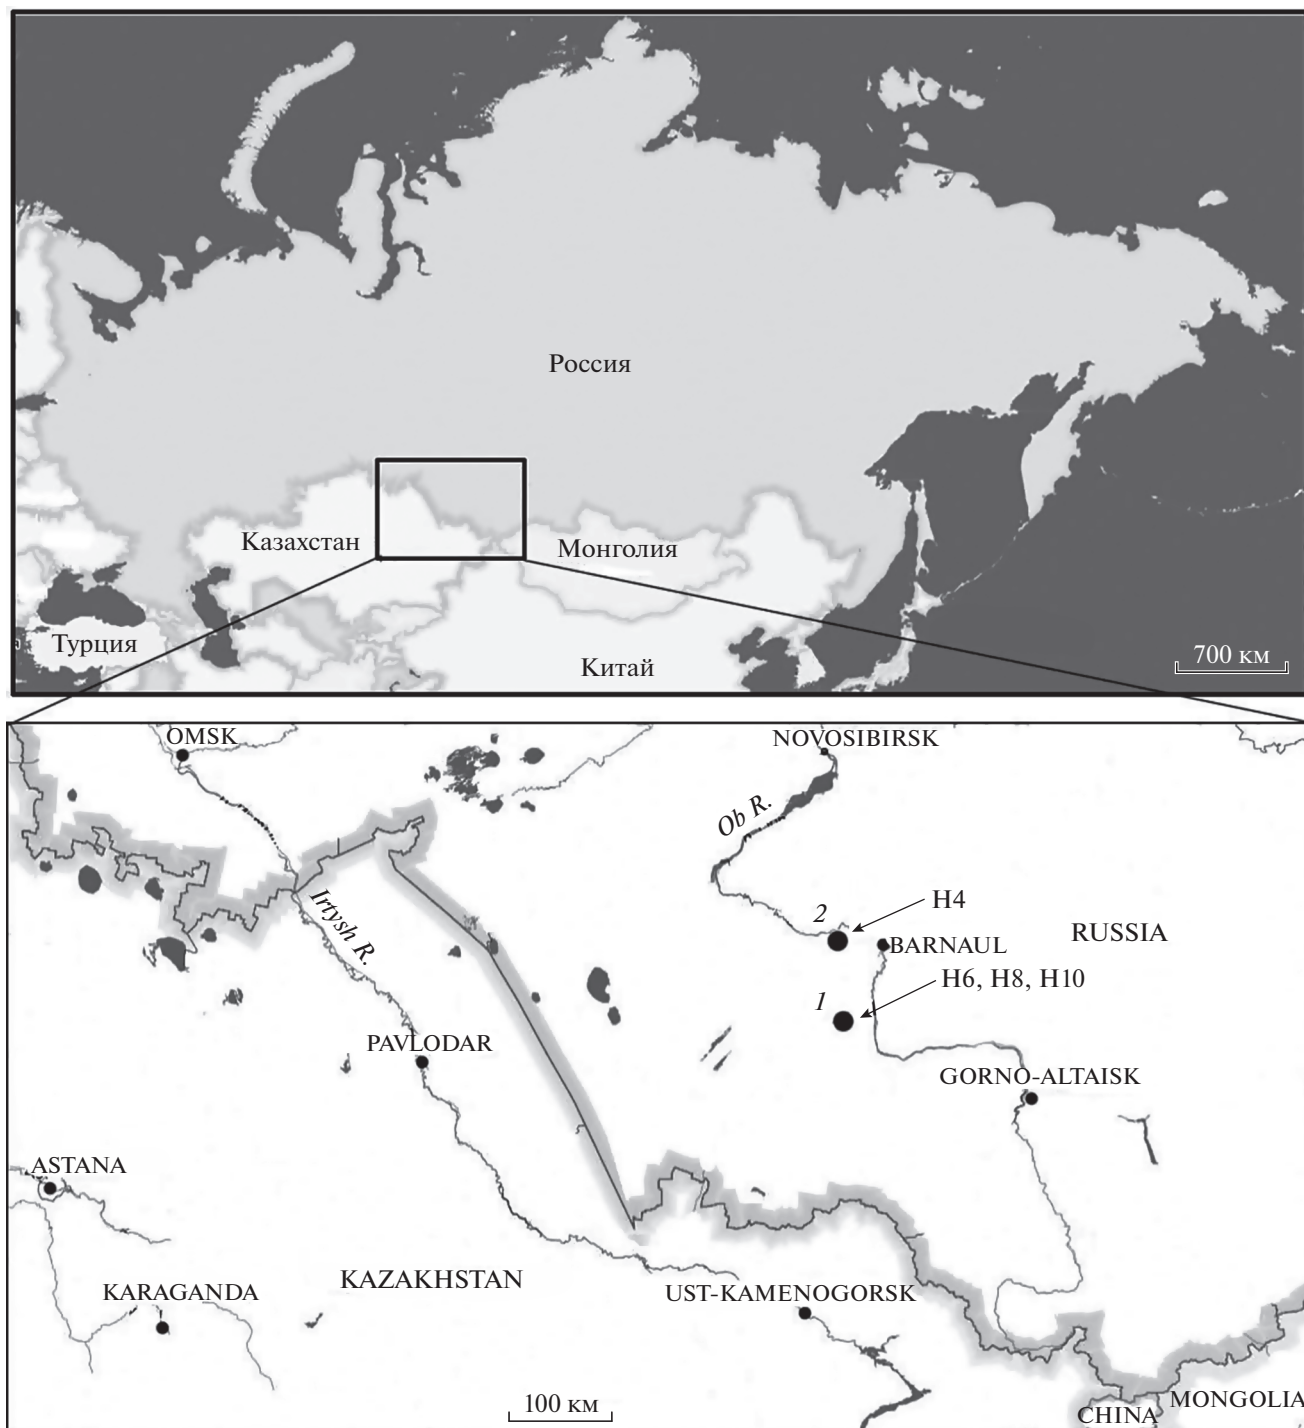 Россия
Казахстан
Монголия
Турция
Китай
700 км
OMSK
NOVOSIBIRSK
Ob R.
2
H4
Irtysh R.
BARNAUL
RUSSIA
H6, H8, H10
1
PAVLODAR
GORNO-ALTAISK
ASTANA
KAZAKHSTAN
KARAGANDA
UST-KAMENOGORSK
100 км
MONGOLIA
CHINA